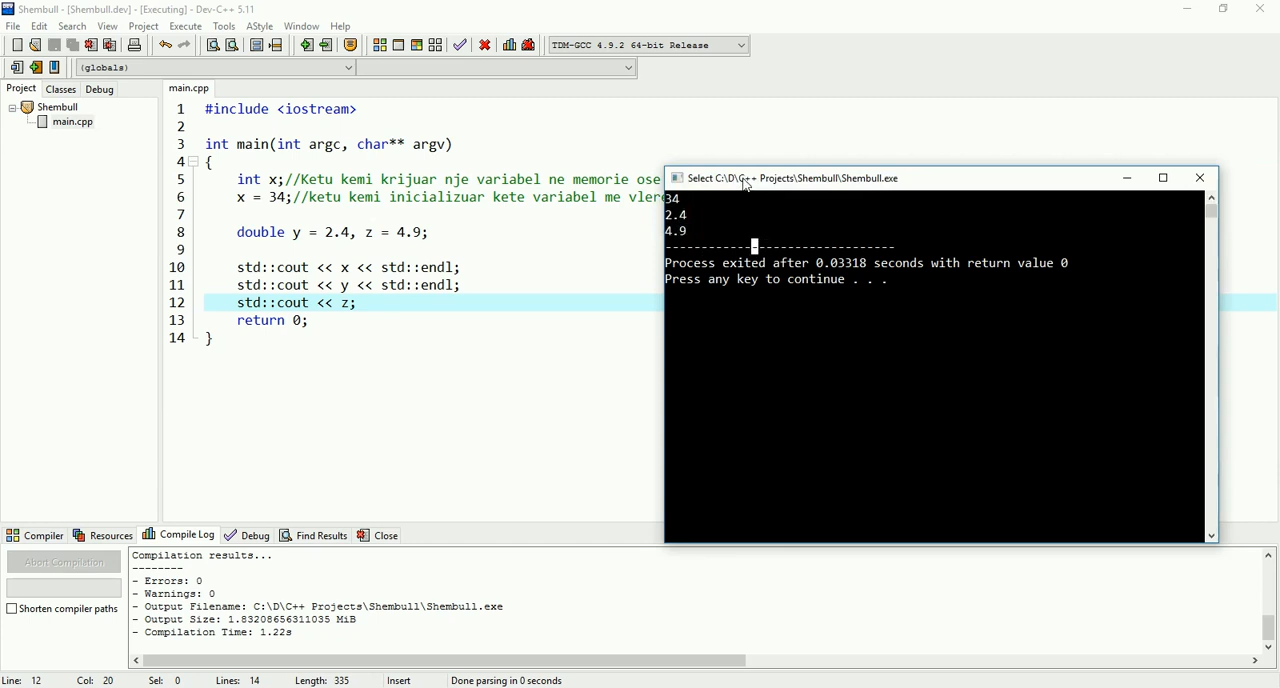 Shembull - [Shembull.dev] - [Executing] - Dev-C++ 5.11
File Edit Search View Project Execute Tools AStyle Window Help
TDM-GCC 4.9.2 64-bit Release
(globals)
Project Classes Debug
main.cpp
Shembull
main.cpp
1 #include <iostream>
2
3 int main(int argc, char** argv)
4 {
5 int x;//Ketu kemi krijuar nje variabel ne memorie ose
6 x = 34;//ketu kemi inicializuar kete variabel me vler
7
8 double y = 2.4, z = 4.9;
9
10 std::cout << x << std::endl;
11 std::cout << y << std::endl;
12 std::cout << z;
13 return 0;
14 }
Select C:\D\C++ Projects\Shembull\Shembull.exe
34
2.4
4.9
--------------------------------
Process exited after 0.03318 seconds with return value 0
Press any key to continue . . .
Compiler Resources Compile Log Debug Find Results Close
Abort Compilation
Shorten compiler paths
Compilation results...
--------
- Errors: 0
- Warnings: 0
- Output Filename: C:\D\C++ Projects\Shembull\Shembull.exe
- Output Size: 1.83208656311035 MiB
- Compilation Time: 1.22s
Line: 12 Col: 20 Sel: 0 Lines: 14 Length: 335 Insert Done parsing in 0 seconds